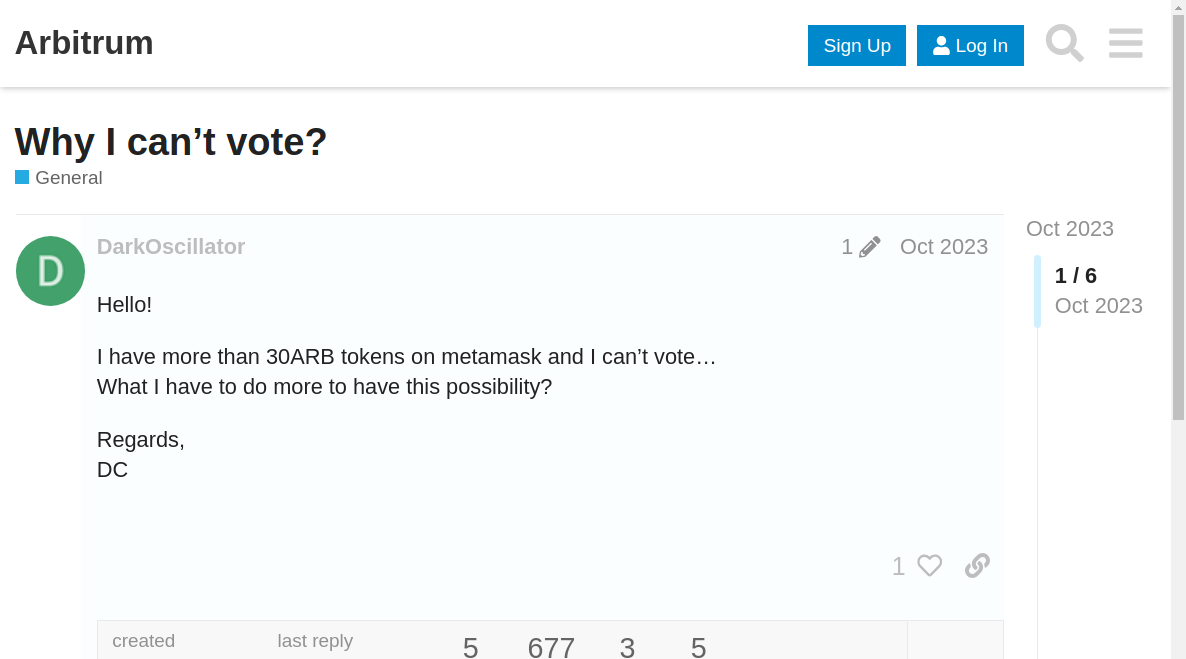 Arbitrum
Sign Up
Log In
Why I can’t vote?
General
DarkOscillator
1
Oct 2023
Hello!
I have more than 30ARB tokens on metamask and I can’t vote…
What I have to do more to have this possibility?
Regards,
DC
1
created
last reply
5
677
3
5
Oct 2023
1 / 6
Oct 2023
D